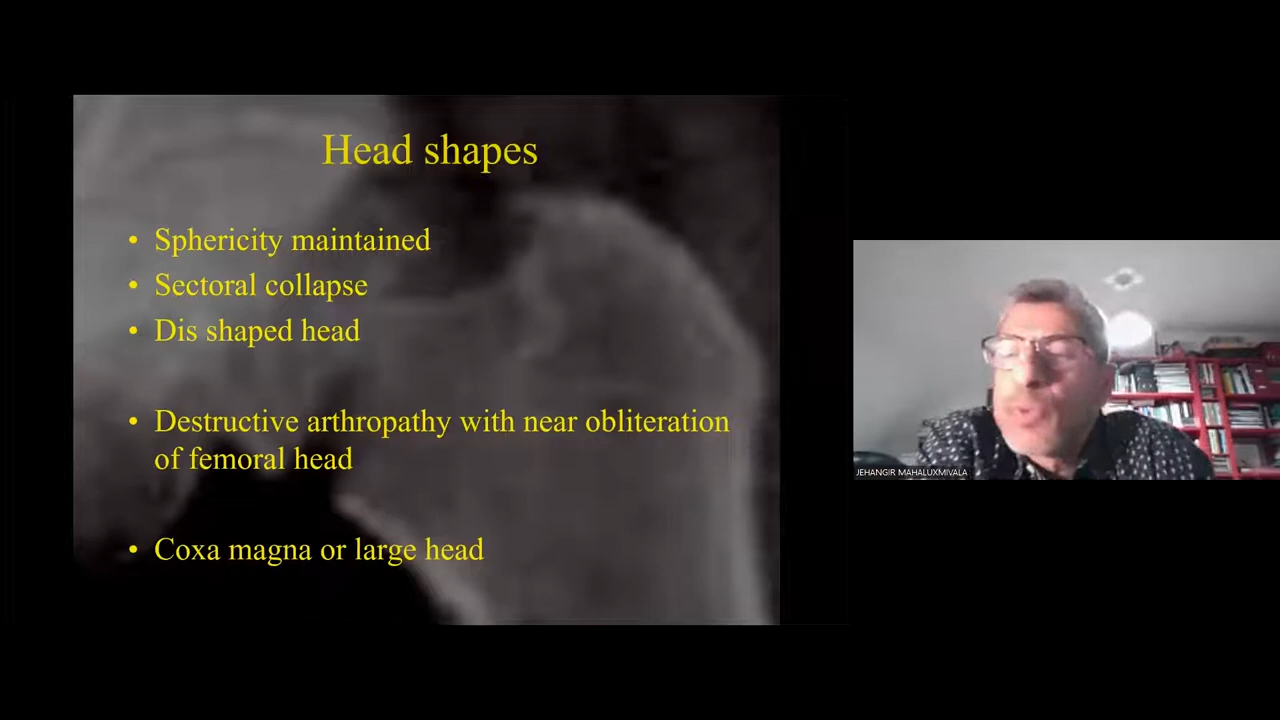 Head shapes
• Sphericity maintained
• Sectoral collapse
• Dis shaped head
• Destructive arthropathy with near obliteration
of femoral head
• Coxa magna or large head
JEHANGIR MAHALUXMIVALA